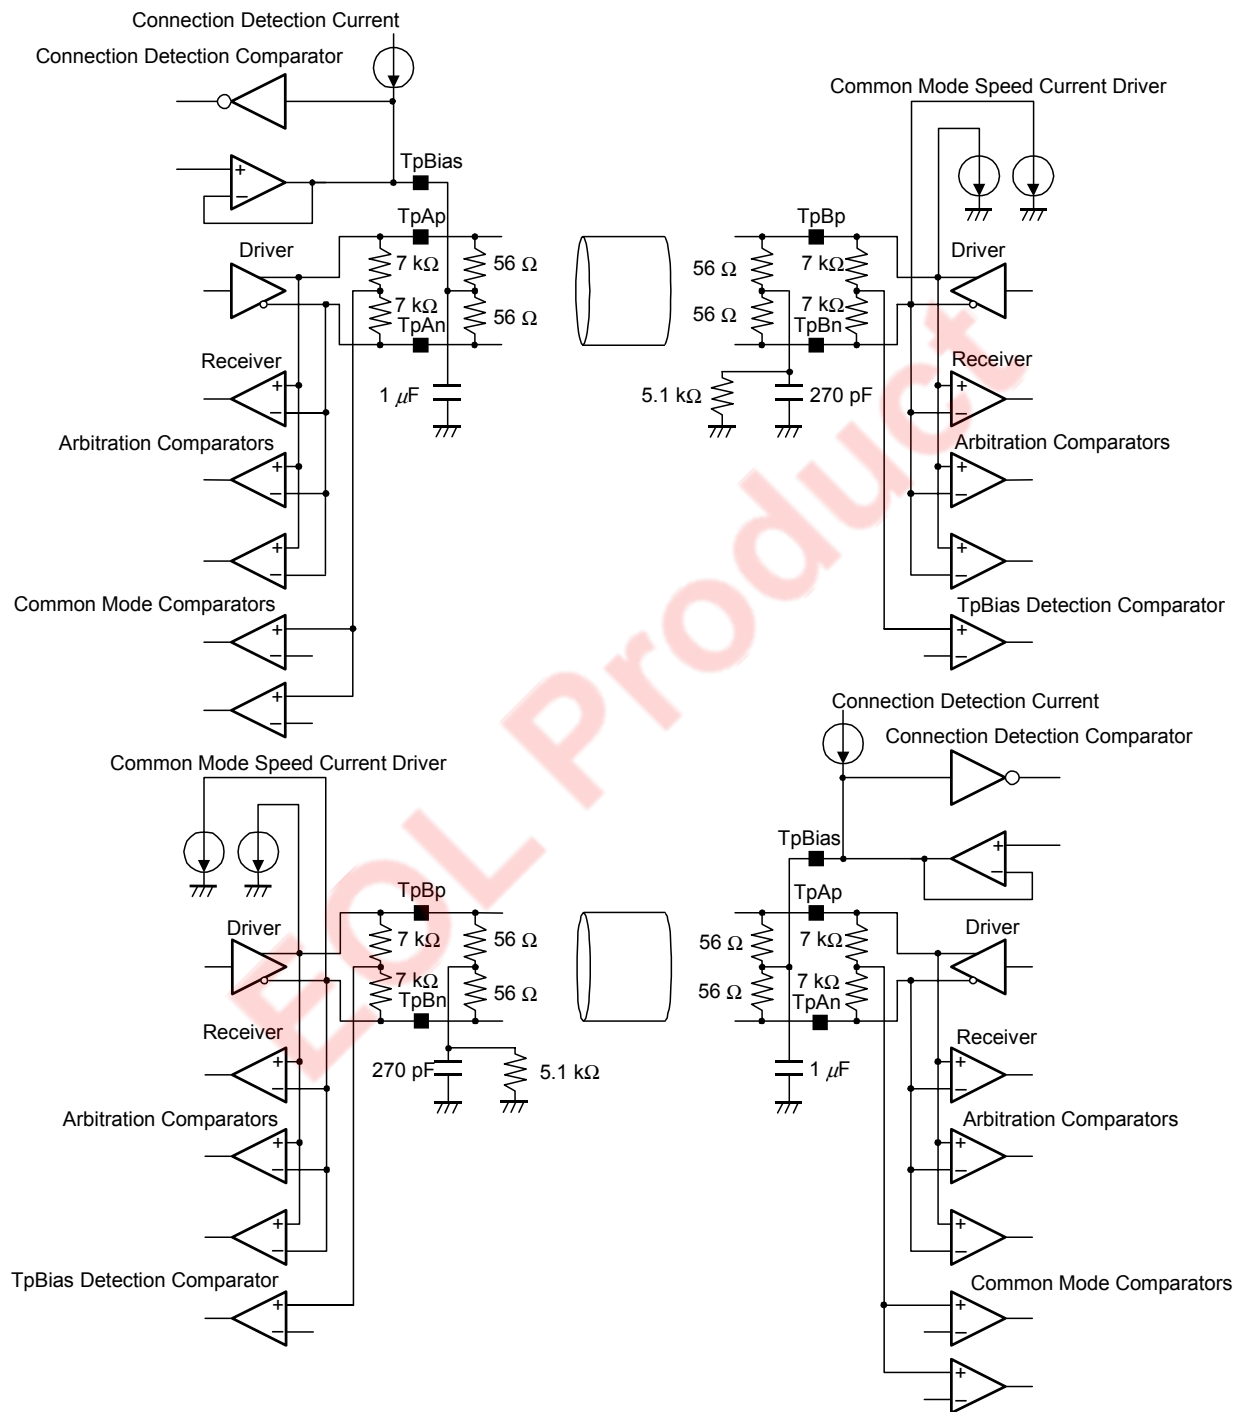 Connection Detection Current
Connection Detection Comparator
Common Mode Speed Current Driver
+
−
TpBias
TpAp
TpBp
Driver
7 kΩ
56 Ω
56 Ω
7 kΩ
Driver
7 kΩ
56 Ω
56 Ω
7 kΩ
TpAn
TpBn
Receiver
+
−
1 µF
5.1 kΩ
270 pF
Receiver
+
−
Arbitration Comparators
+
−
Arbitration Comparators
+
−
+
−
+
−
Common Mode Comparators
+
−
TpBias Detection Comparator
+
−
+
−
Connection Detection Current
Connection Detection Comparator
Common Mode Speed Current Driver
TpBias
+
−
TpBp
TpAp
Driver
7 kΩ
56 Ω
56 Ω
7 kΩ
Driver
7 kΩ
56 Ω
56 Ω
7 kΩ
TpBn
TpAn
Receiver
+
−
270 pF
5.1 kΩ
1 µF
Receiver
+
−
Arbitration Comparators
+
−
Arbitration Comparators
+
−
+
−
+
−
TpBias Detection Comparator
+
−
Common Mode Comparators
+
−
+
−
EOL Product